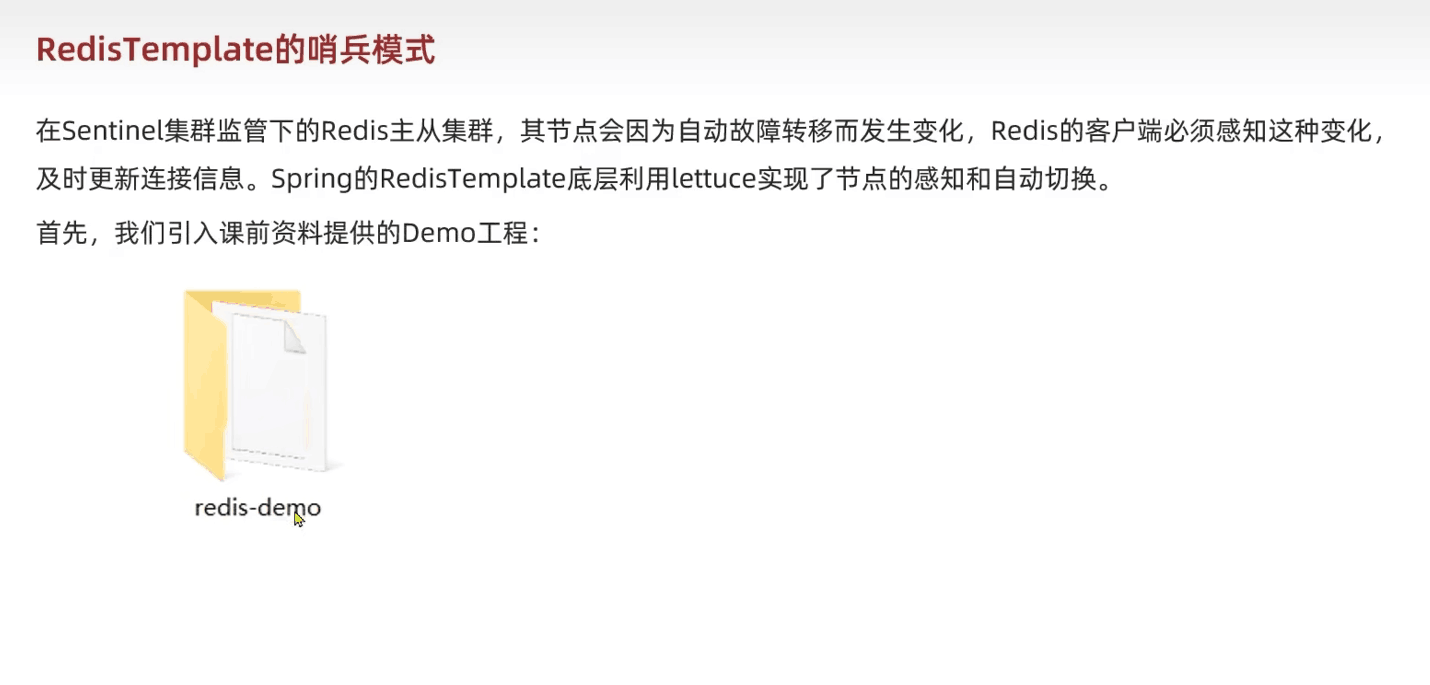 RedisTemplate的哨兵模式
在Sentinel集群监管下的Redis主从集群，其节点会因为自动故障转移而发生变化，Redis的客户端必须感知这种变化，
及时更新连接信息。Spring的RedisTemplate底层利用lettuce实现了节点的感知和自动切换。
首先，我们引入课前资料提供的Demo工程：
redis-demo